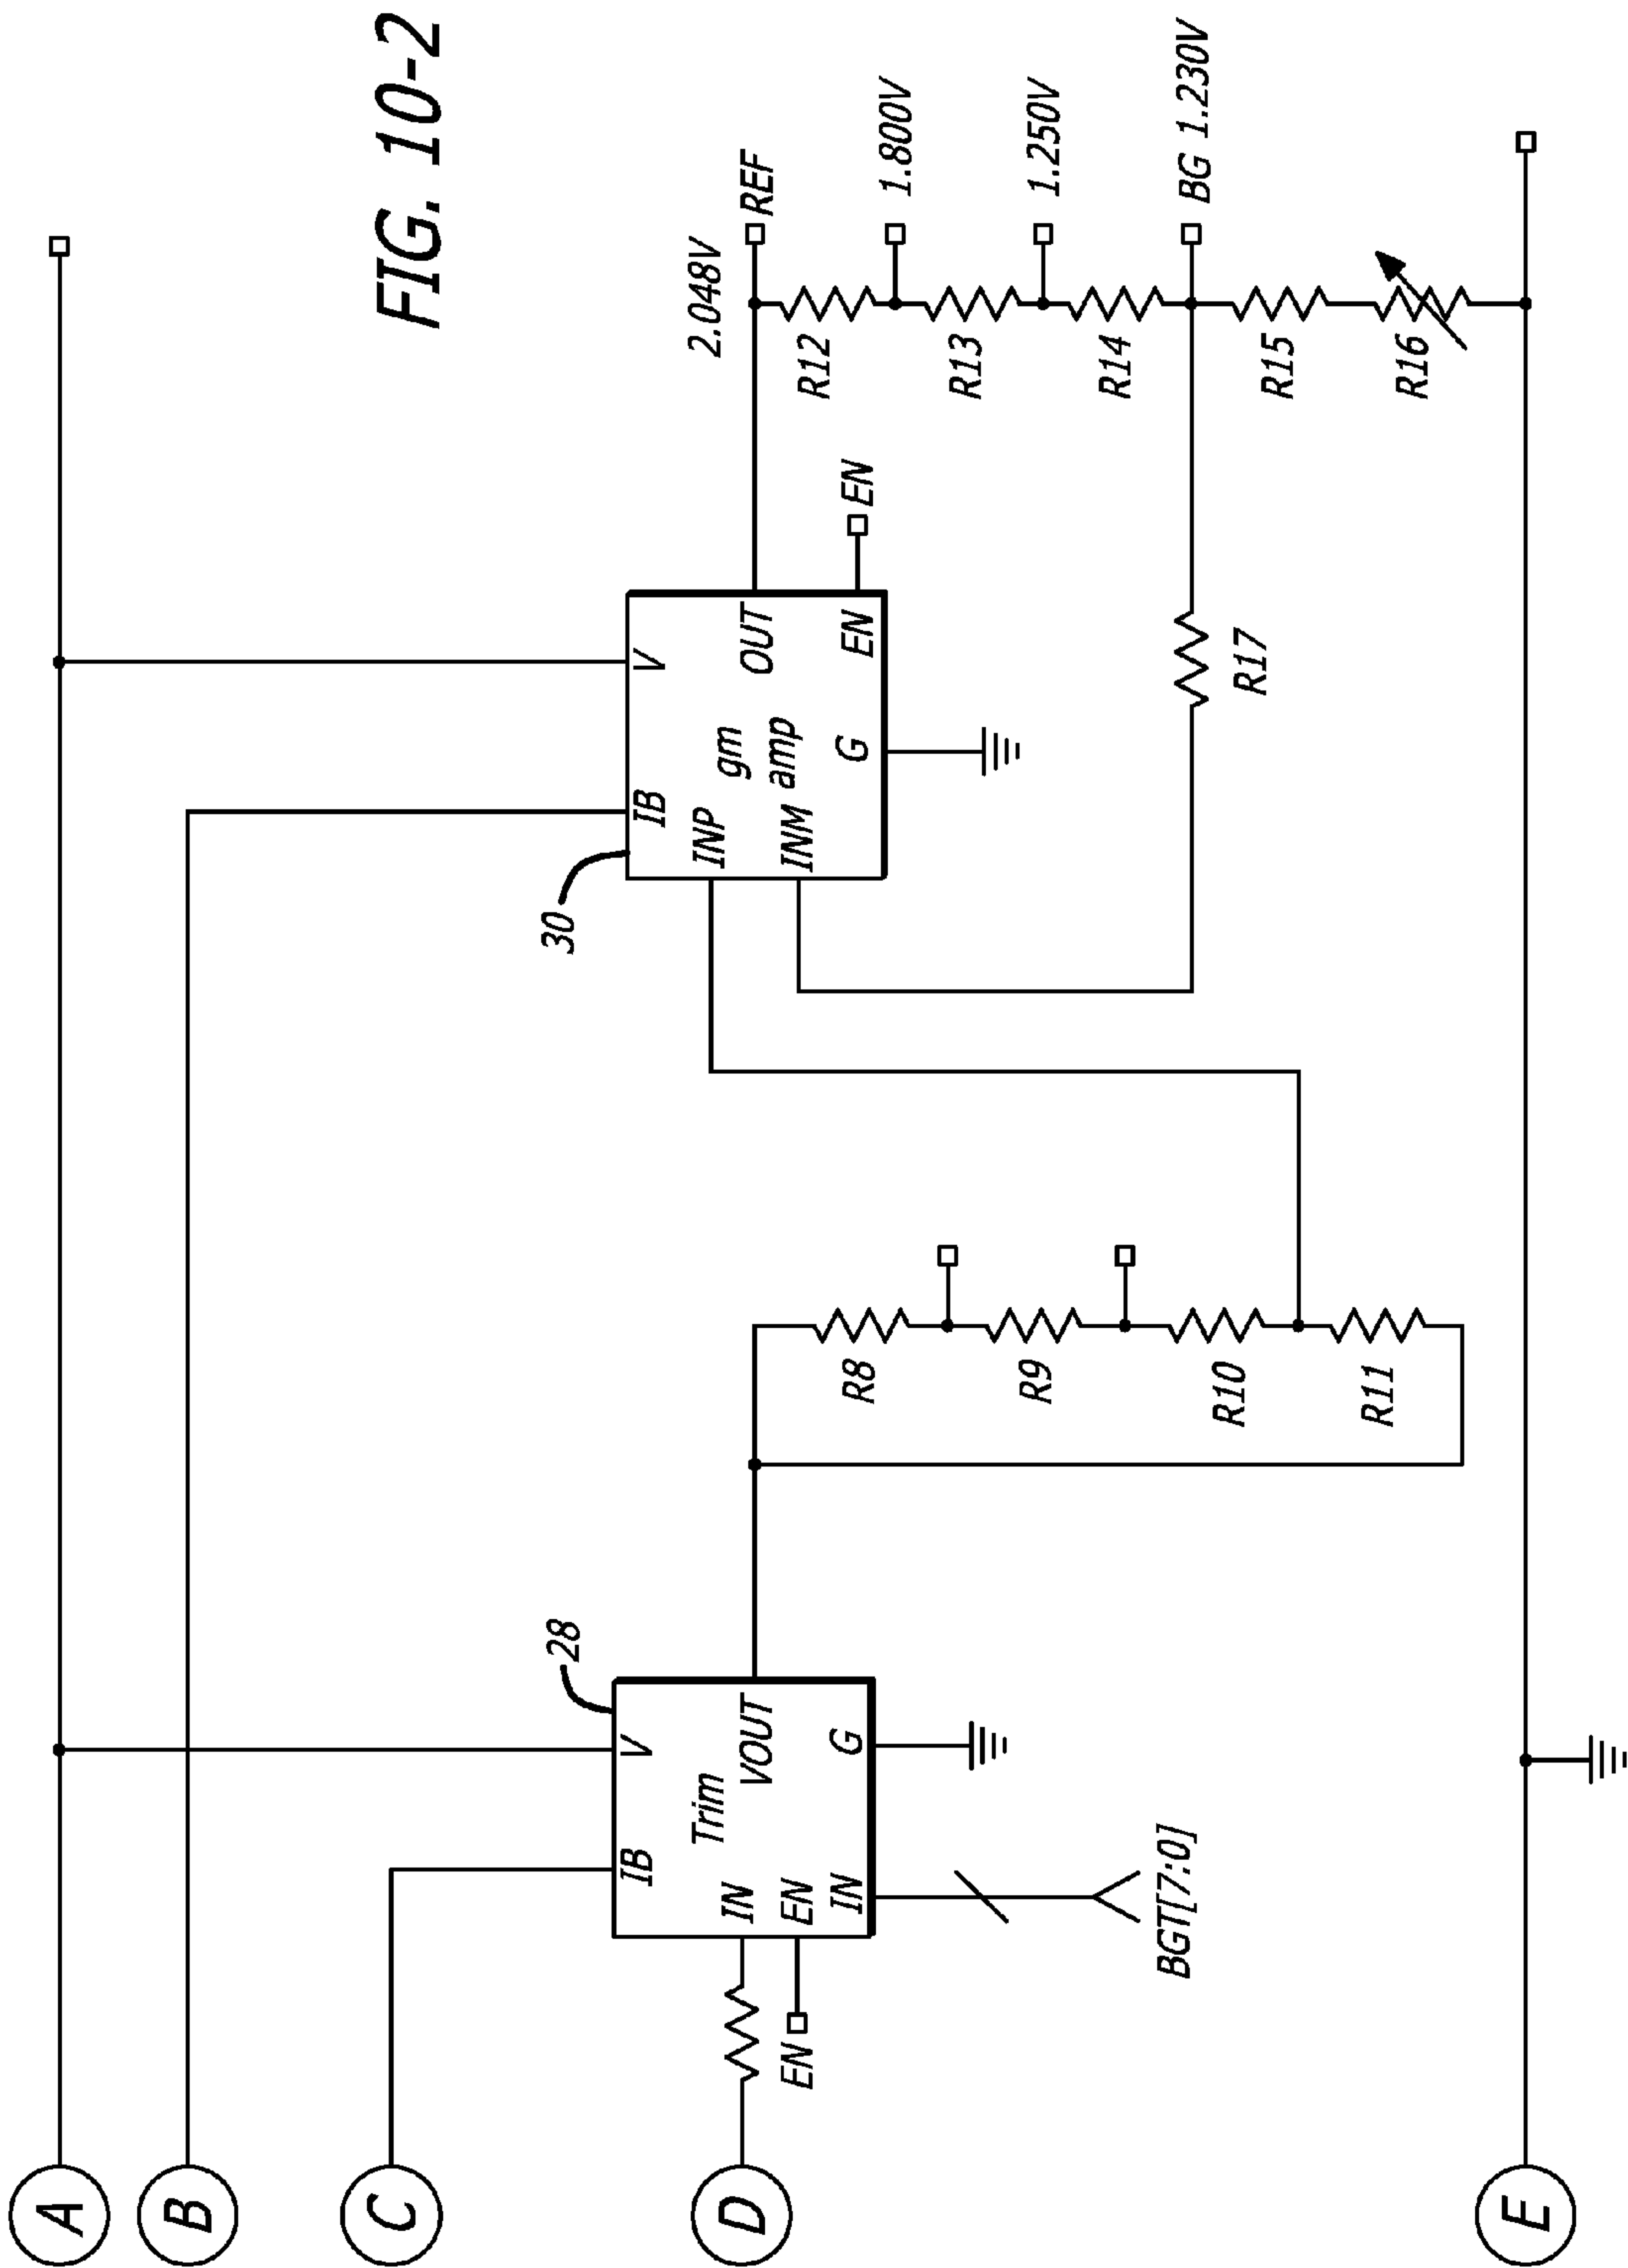 FIG. 10-2
A
B
C
D
E
28
IB
V
Trim
IN
VOUT
EN
IN
G
EN
BGT[7:0]
R8
R9
R10
R11
30
IB
V
INP
gm
OUT
INM
amp
G
EN
EN
R17
2.048V
REF
R12
1.800V
R13
1.250V
R14
BG 1.230V
R15
R16